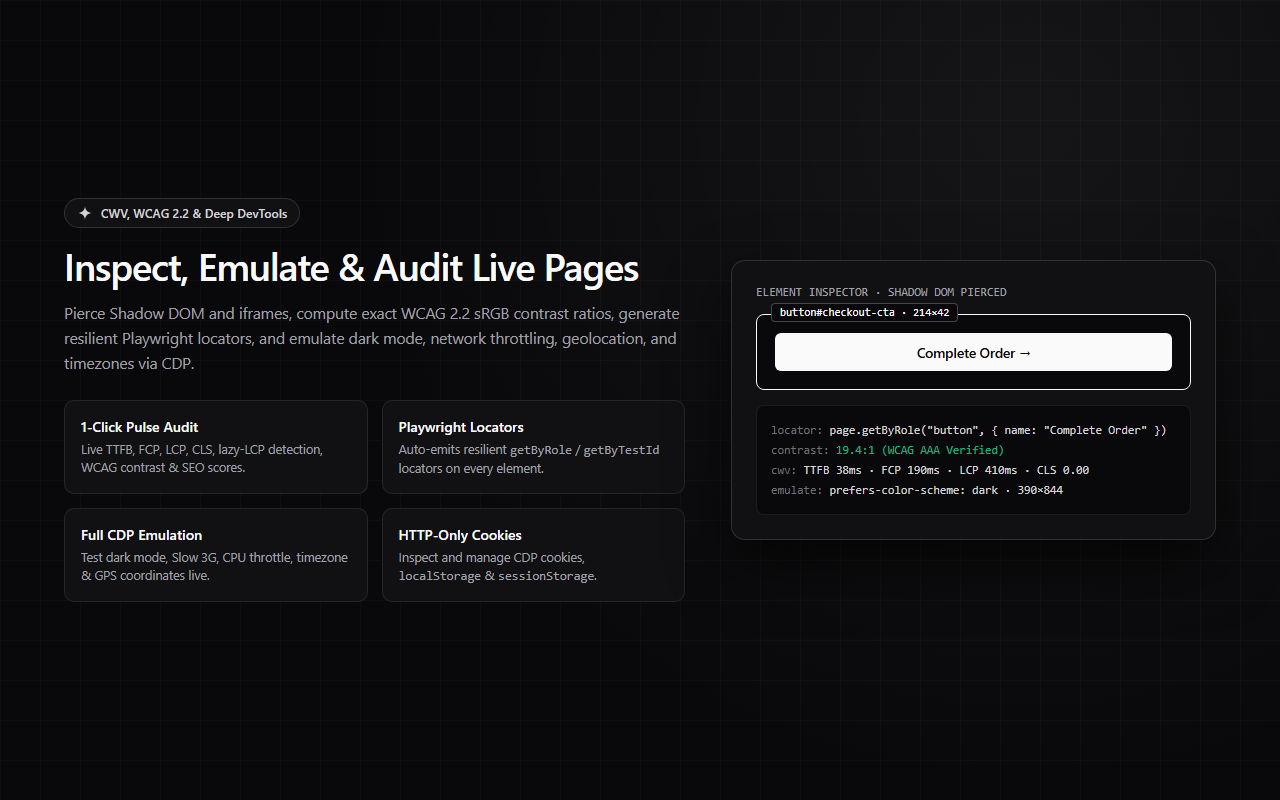 ✦ CWV, WCAG 2.2 & Deep DevTools
Inspect, Emulate & Audit Live Pages
Pierce Shadow DOM and iframes, compute exact WCAG 2.2 sRGB contrast ratios, generate
resilient Playwright locators, and emulate dark mode, network throttling, geolocation, and
timezones via CDP.
1-Click Pulse Audit
Live TTFB, FCP, LCP, CLS, lazy-LCP detection,
WCAG contrast & SEO scores.
Playwright Locators
Auto-emits resilient getByRole / getByTestId
locators on every element.
Full CDP Emulation
Test dark mode, Slow 3G, CPU throttle, timezone
& GPS coordinates live.
HTTP-Only Cookies
Inspect and manage CDP cookies,
localStorage & sessionStorage.
ELEMENT INSPECTOR · SHADOW DOM PIERCED
button#checkout-cta · 214×42
Complete Order →
locator: page.getByRole("button", { name: "Complete Order" })
contrast: 19.4:1 (WCAG AAA Verified)
cwv: TTFB 38ms · FCP 190ms · LCP 410ms · CLS 0.00
emulate: prefers-color-scheme: dark · 390×844